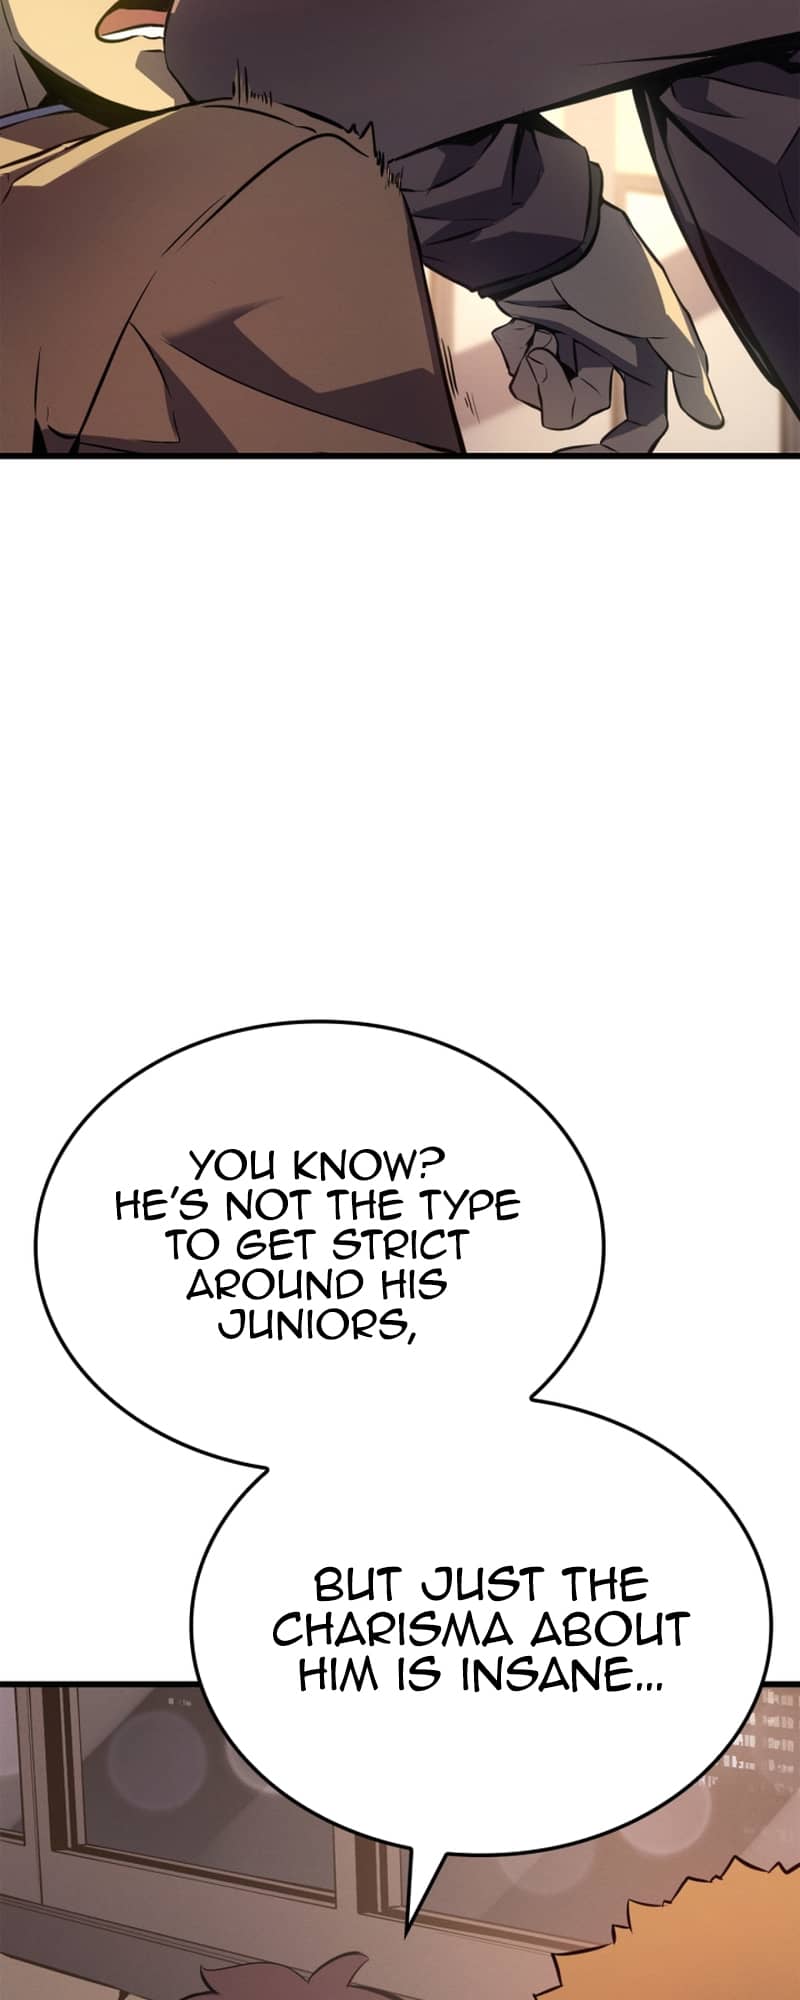 YOU KNOW?
HE'S NOT THE TYPE
TO GET STRICT
AROUND HIS
JUNIORS,
BUT JUST THE
CHARISMA ABOUT
HIM IS INSANE...